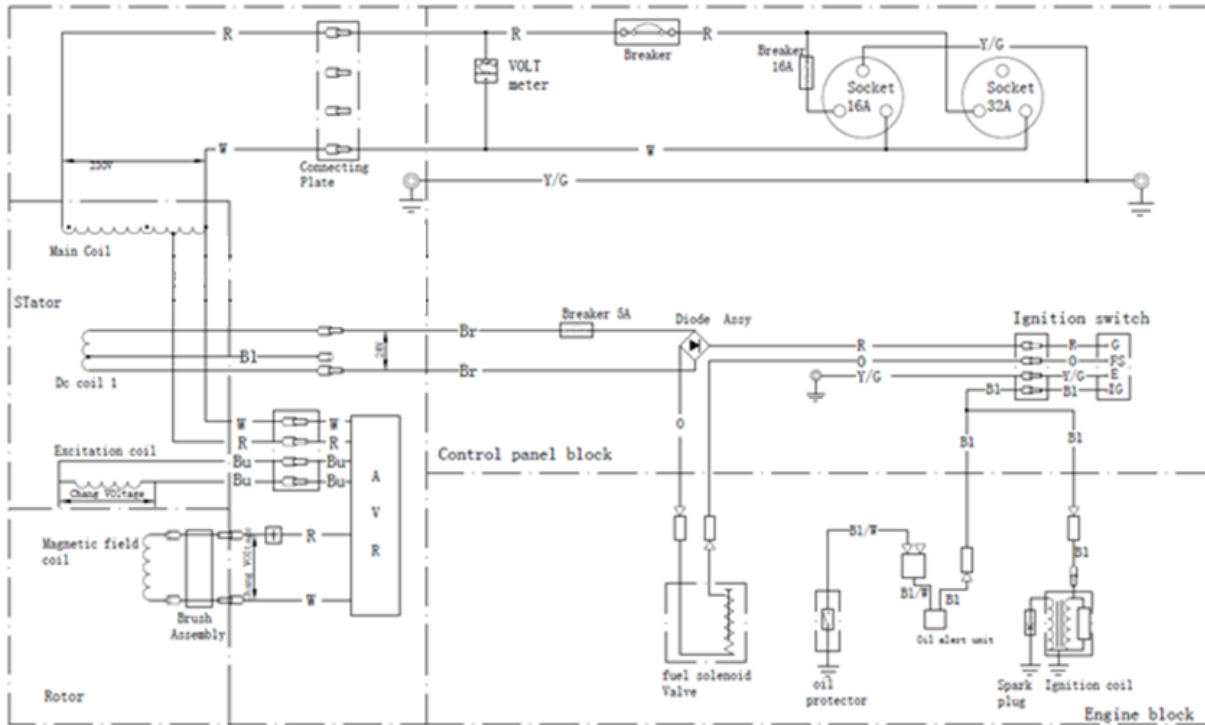 R
R
Breaker
R
Breaker
16A
Y/G
VOLT
meter
Socket
16A
Socket
32A
W
Connecting
Plate
W
230V
Y/G
Main Coil
STator
Breaker 5A
Diode Assy
Ignition switch
Br
24V
Bl
Br
Dc coil 1
R
R
G
O
O
FS
Y/G
Y/G
E
Bl
Bl
IG
W
W
R
R
Excitation coil
Bu
Bu
Bu
Bu
Chang VOltage
A
V
R
O
Control panel block
Bl
Bl
Magnetic field
coil
Chang VOltage
R
W
Brush
Assembly
Bl/W
Bl
Bl/W
Bl
Oil alert unit
fuel solenoid
Valve
oil
protector
Spark
plug
Ignition coil
Rotor
Engine block